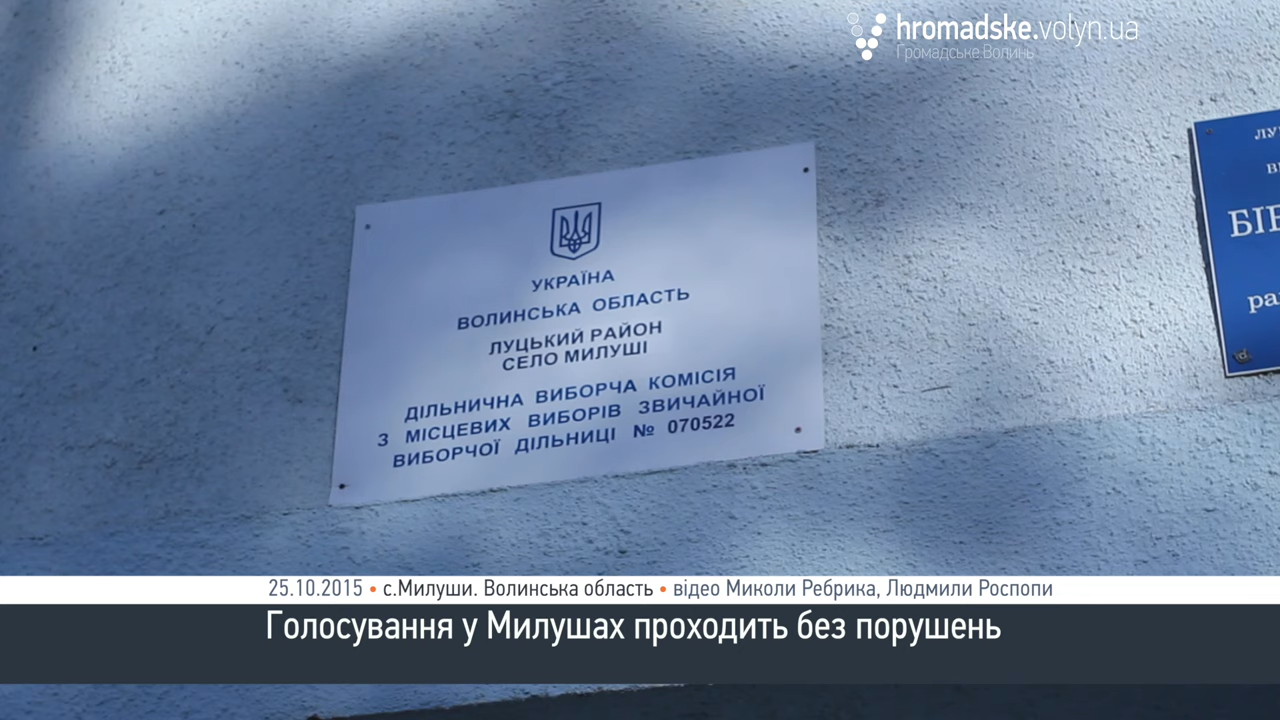 hromadske.volyn.ua
Громадське.Волинь
УКРАЇНА
ВОЛИНСЬКА ОБЛАСТЬ
ЛУЦЬКИЙ РАЙОН
СЕЛО МИЛУШІ
ДІЛЬНИЧНА ВИБОРЧА КОМІСІЯ
З МІСЦЕВИХ ВИБОРІВ ЗВИЧАЙНОЇ
ВИБОРЧОЇ ДІЛЬНИЦІ № 070522
25.10.2015 • с.Милуши. Волинська область • відео Миколи Ребрика, Людмили Роспопи
Голосування у Милушах проходить без порушень